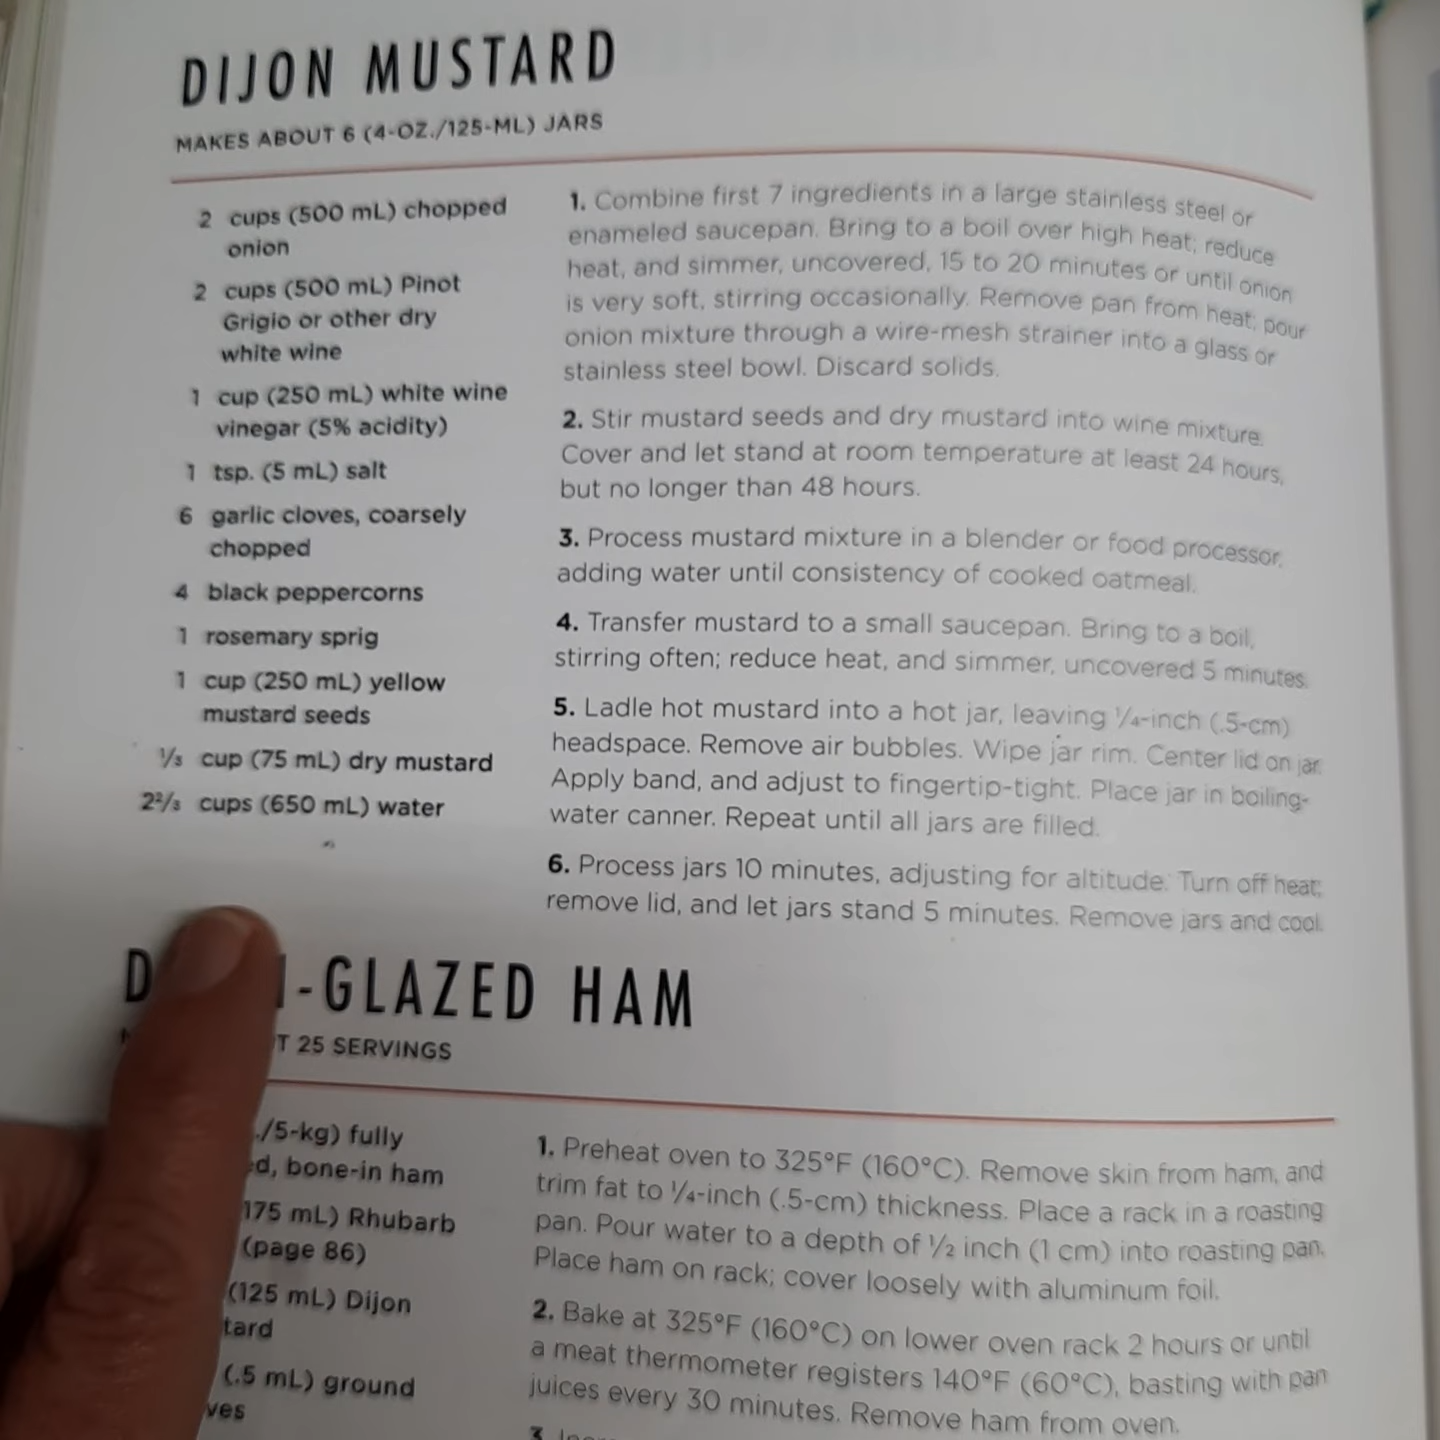 DIJON MUSTARD
MAKES ABOUT 6 (4-OZ./125-ML) JARS
2 cups (500 mL) chopped
onion
2 cups (500 mL) Pinot
Grigio or other dry
white wine
1 cup (250 mL) white wine
vinegar (5% acidity)
1 tsp. (5 mL) salt
6 garlic cloves, coarsely
chopped
4 black peppercorns
1 rosemary sprig
1 cup (250 mL) yellow
mustard seeds
⅓ cup (75 mL) dry mustard
2⅔ cups (650 mL) water
1. Combine first 7 ingredients in a large stainless steel or
enameled saucepan. Bring to a boil over high heat; reduce
heat, and simmer, uncovered, 15 to 20 minutes or until onion
is very soft, stirring occasionally. Remove pan from heat; pour
onion mixture through a wire-mesh strainer into a glass or
stainless steel bowl. Discard solids.
2. Stir mustard seeds and dry mustard into wine mixture.
Cover and let stand at room temperature at least 24 hours,
but no longer than 48 hours.
3. Process mustard mixture in a blender or food processor,
adding water until consistency of cooked oatmeal.
4. Transfer mustard to a small saucepan. Bring to a boil,
stirring often; reduce heat, and simmer, uncovered 5 minutes.
5. Ladle hot mustard into a hot jar, leaving ¼-inch (.5-cm)
headspace. Remove air bubbles. Wipe jar rim. Center lid on jar.
Apply band, and adjust to fingertip-tight. Place jar in boiling-
water canner. Repeat until all jars are filled.
6. Process jars 10 minutes, adjusting for altitude. Turn off heat;
remove lid, and let jars stand 5 minutes. Remove jars and cool.
-GLAZED HAM
25 SERVINGS
/5-kg) fully
bone-in ham
175 mL) Rhubarb
(page 86)
(125 mL) Dijon
(.5 mL) ground
1. Preheat oven to 325°F (160°C). Remove skin from ham, and
trim fat to ¼-inch (.5-cm) thickness. Place a rack in a roasting
pan. Pour water to a depth of ½ inch (1 cm) into roasting pan.
Place ham on rack; cover loosely with aluminum foil.
2. Bake at 325°F (160°C) on lower oven rack 2 hours or until
a meat thermometer registers 140°F (60°C), basting with pan
juices every 30 minutes. Remove ham from oven.
3.